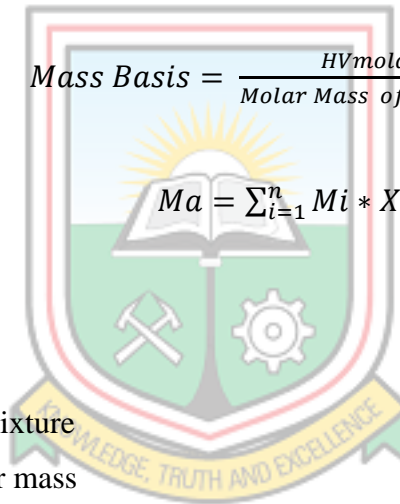 Mass Basis = HVmola / Molar Mass of
Ma = ∑ⁿᵢ₌₁ Mi * X
ixture
r mass
KNOWLEDGE, TRUTH AND EXCELLENCE